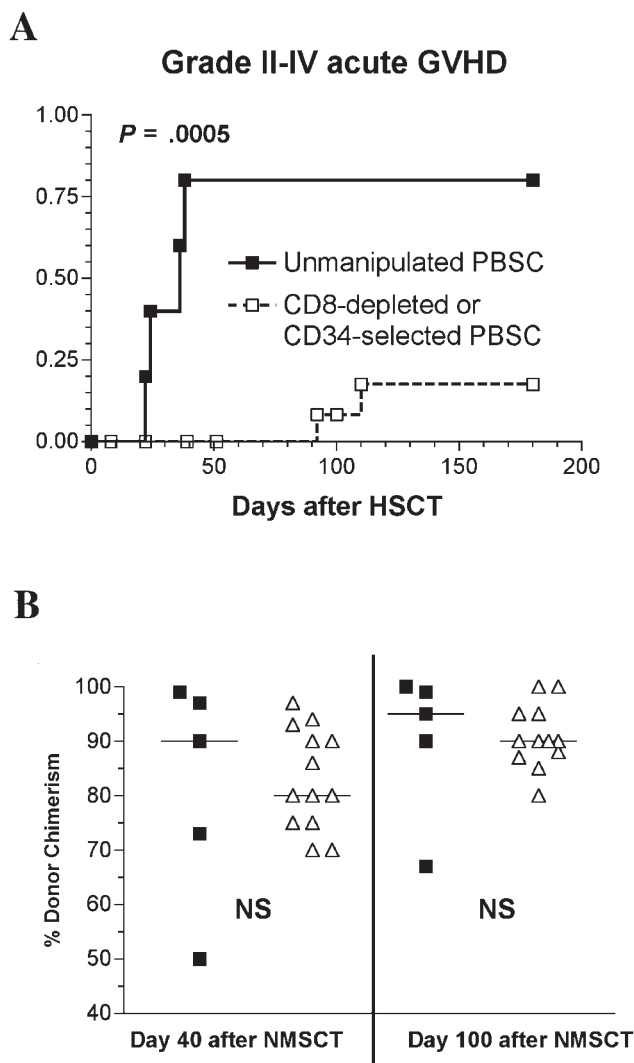 A
Grade II-IV acute GVHD
1.00
P = .0005
0.75
Unmanipulated PBSC
0.50
CD8-depleted or
CD34-selected PBSC
0.25
0.00
0 50 100 150 200
Days after HSCT
B
100
90
80
70
60
50
40
% Donor Chimerism
NS NS
Day 40 after NMSCT Day 100 after NMSCT